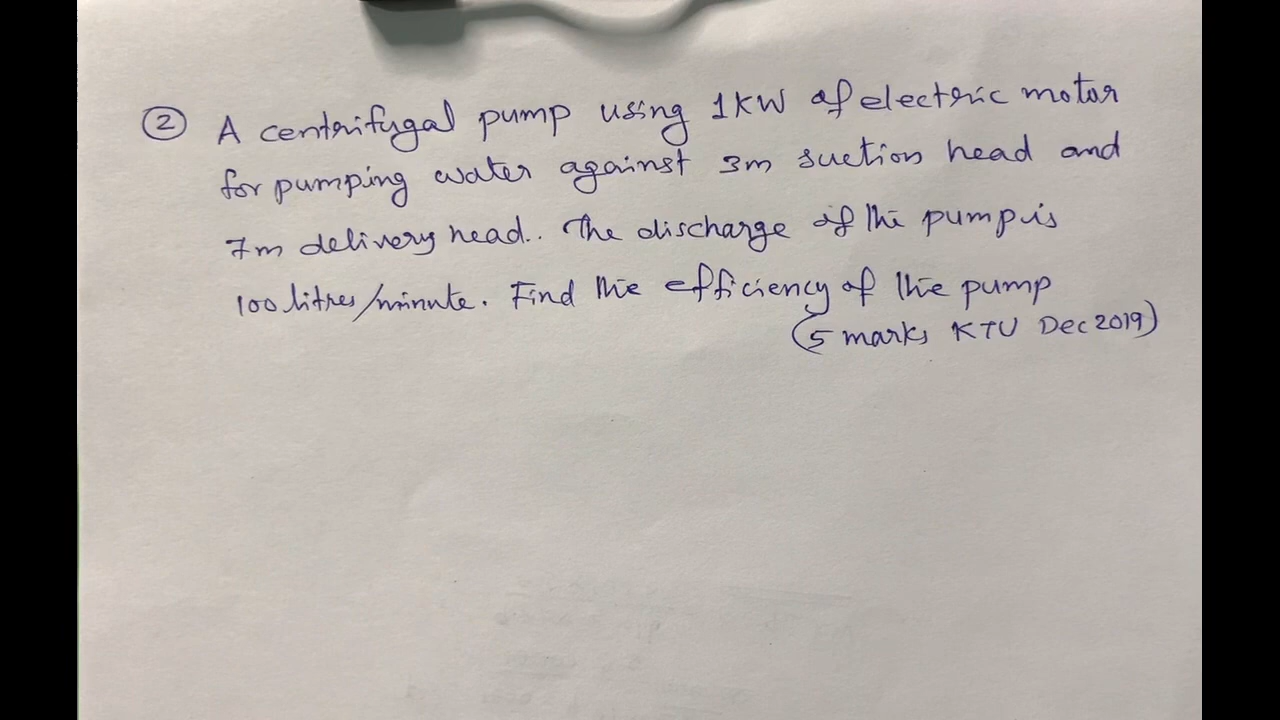 ② A centrifugal pump using 1KW of electric motor
for pumping water against 3m suction head and
7m delivery head.. The discharge of the pump is
100 litres/minute. Find the efficiency of the pump
(5 marks KTU Dec 2019)